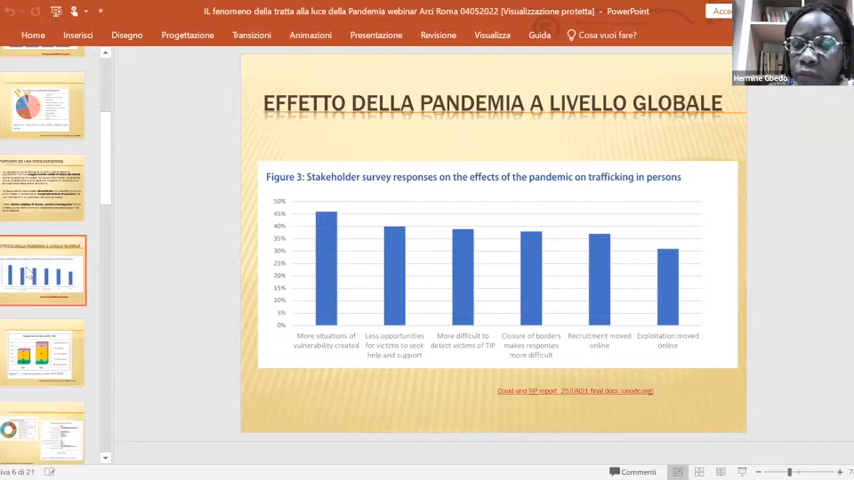 IL fenomeno della tratta alla luce della Pandemia webinar Arci Roma 04052022 [Visualizzazione protetta] - PowerPoint
Acce
Home Inserisci Disegno Progettazione Transizioni Animazioni Presentazione Revisione Visualizza Guida Cosa vuoi fare?
Hermine Gbedo
EFFETTO DELLA PANDEMIA A LIVELLO GLOBALE
Figure 3: Stakeholder survey responses on the effects of the pandemic on trafficking in persons
50%
45%
40%
35%
30%
25%
20%
15%
10%
5%
0%
More situations of vulnerability created
Less opportunities for victims to seek help and support
More difficult to detect victims of TIP
Closure of borders makes responses more difficult
Recruitment moved online
Exploitation moved online
Covid and TIP report_25JUN21 final.docx (unodc.org)
iva 6 di 21
Commenti